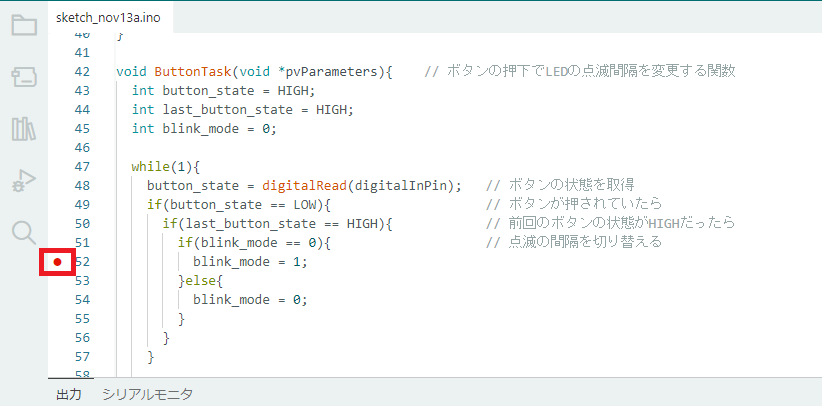 sketch_nov13a.ino
40 }
41
42 void ButtonTask(void *pvParameters){ // ボタンの押下でLEDの点滅間隔を変更する関数
43 int button_state = HIGH;
44 int last_button_state = HIGH;
45 int blink_mode = 0;
46
47 while(1){
48 button_state = digitalRead(digitalInPin); // ボタンの状態を取得
49 if(button_state == LOW){ // ボタンが押されていたら
50 if(last_button_state == HIGH){ // 前回のボタンの状態がHIGHだったら
51 if(blink_mode == 0){ // 点滅の間隔を切り替える
52 blink_mode = 1;
53 }else{
54 blink_mode = 0;
55 }
56 }
57 }
58
出力 シリアルモニタ